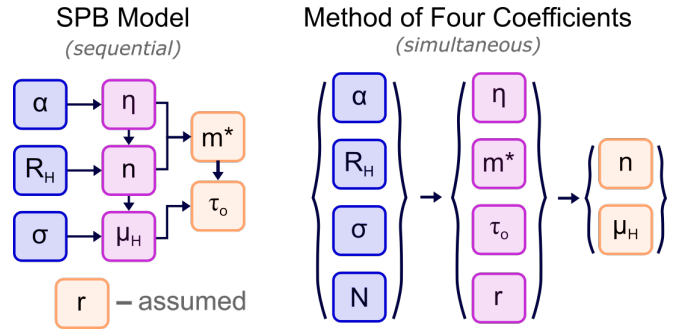 SPB Model
(sequential)
α
η
R_H
n
m*
σ
μ_H
τ_o
r – assumed
Method of Four Coefficients
(simultaneous)
α
η
R_H
m*
n
σ
τ_o
μ_H
N
r